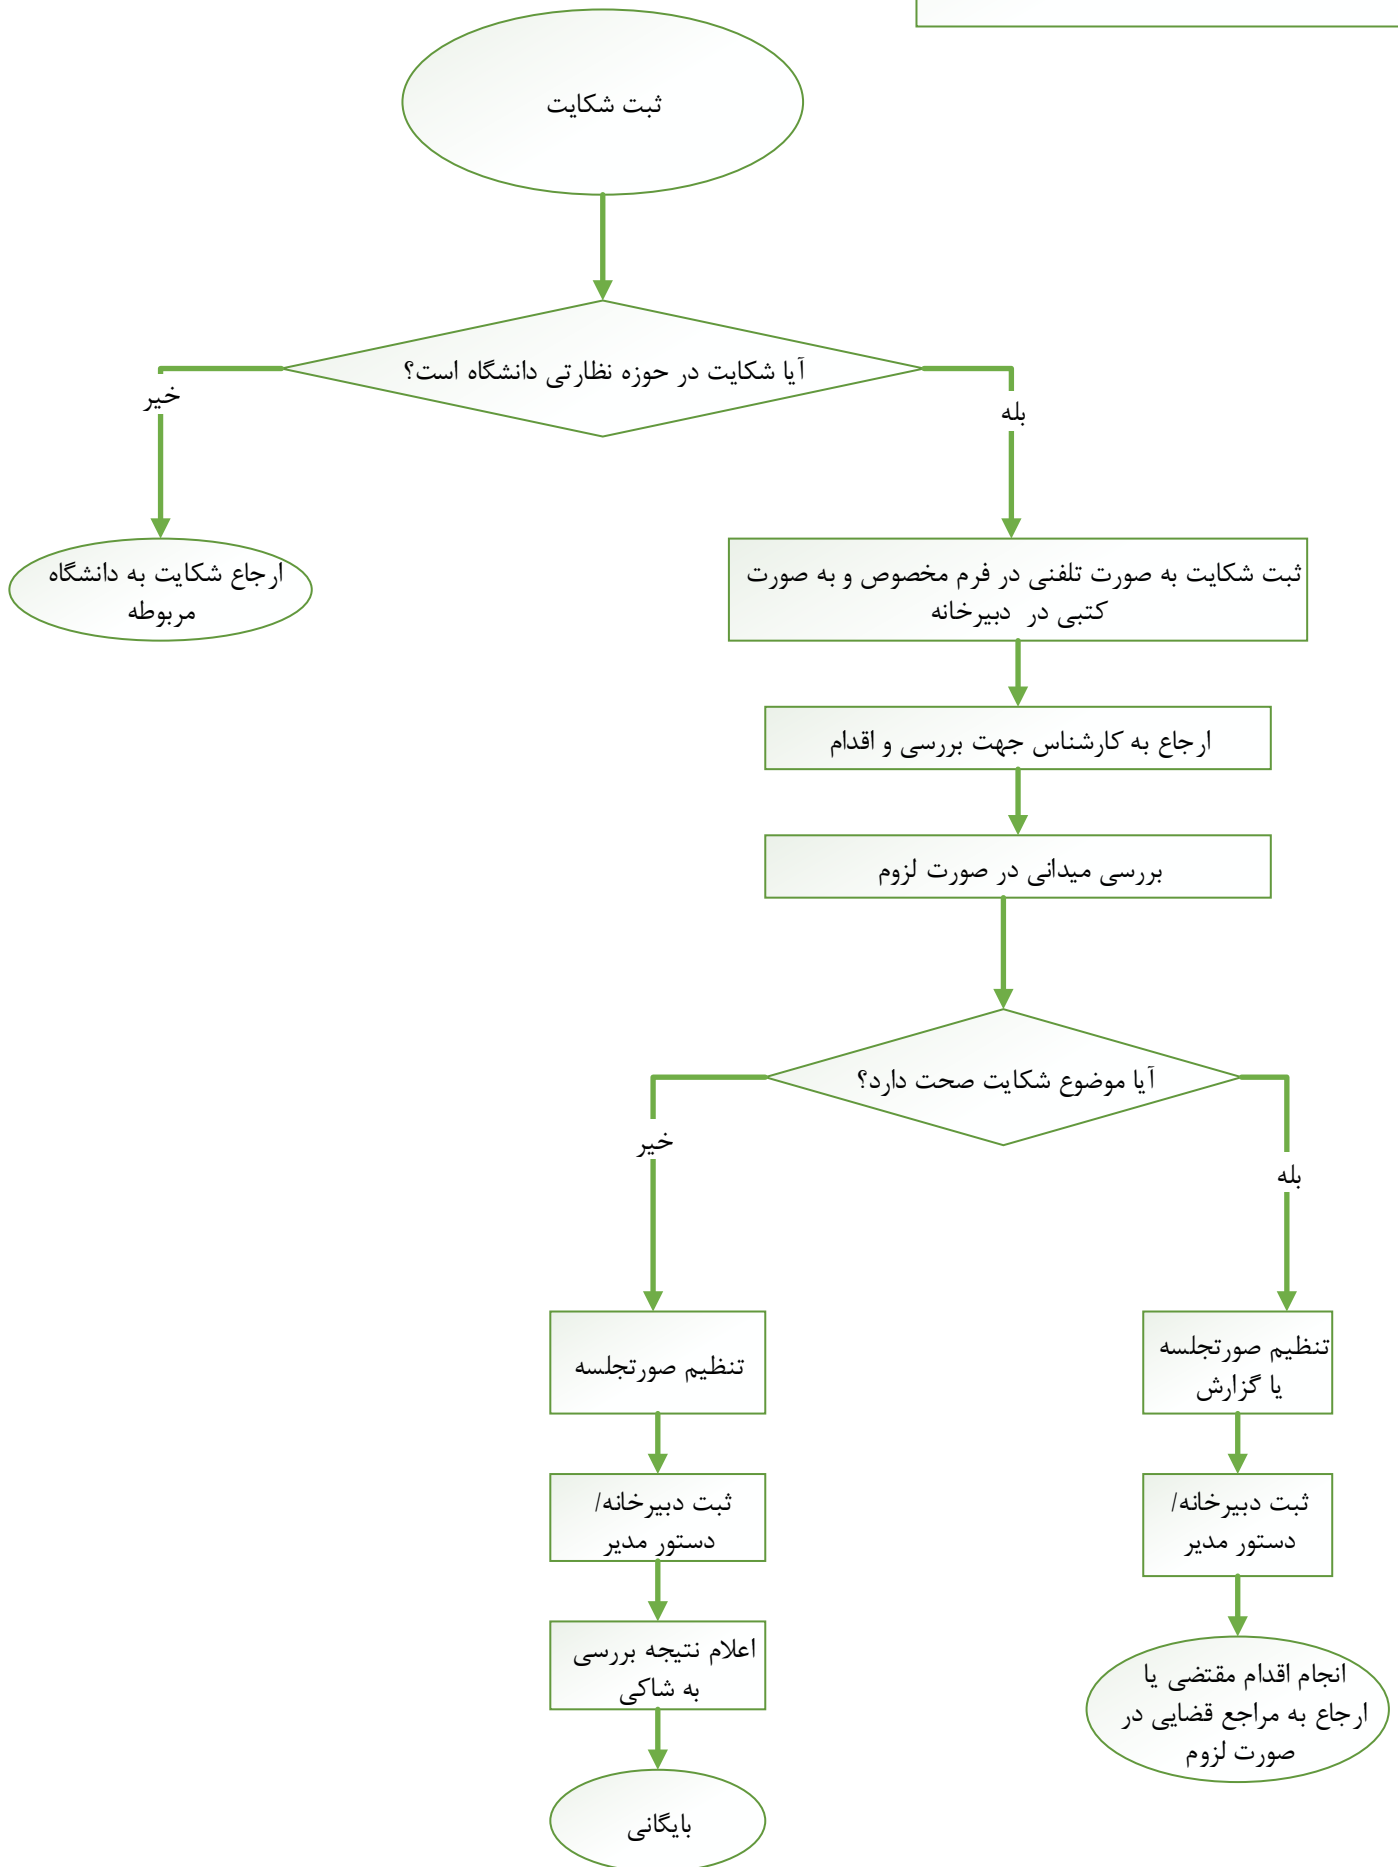 ثبت شکایت
آیا شکایت در حوزه نظارتی دانشگاه است؟
خیر
بله
ارجاع شکایت به دانشگاه
مربوطه
ثبت شکایت به صورت تلفنی در فرم مخصوص و به صورت
کتبی در دبیرخانه
ارجاع به کارشناس جهت بررسی و اقدام
بررسی میدانی در صورت لزوم
آیا موضوع شکایت صحت دارد؟
خیر
بله
تنظیم صورتجلسه
تنظیم صورتجلسه
یا گزارش
ثبت دبیرخانه/
دستور مدیر
ثبت دبیرخانه/
دستور مدیر
اعلام نتیجه بررسی
به شاکی
انجام اقدام مقتضی یا
ارجاع به مراجع قضایی در
صورت لزوم
بایگانی